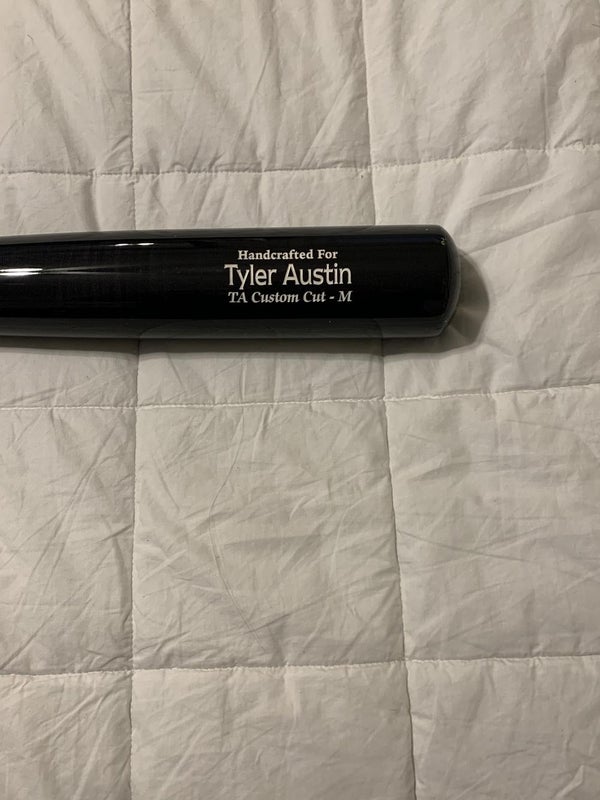 Handcrafted For
Tyler Austin
TA Custom Cut - M